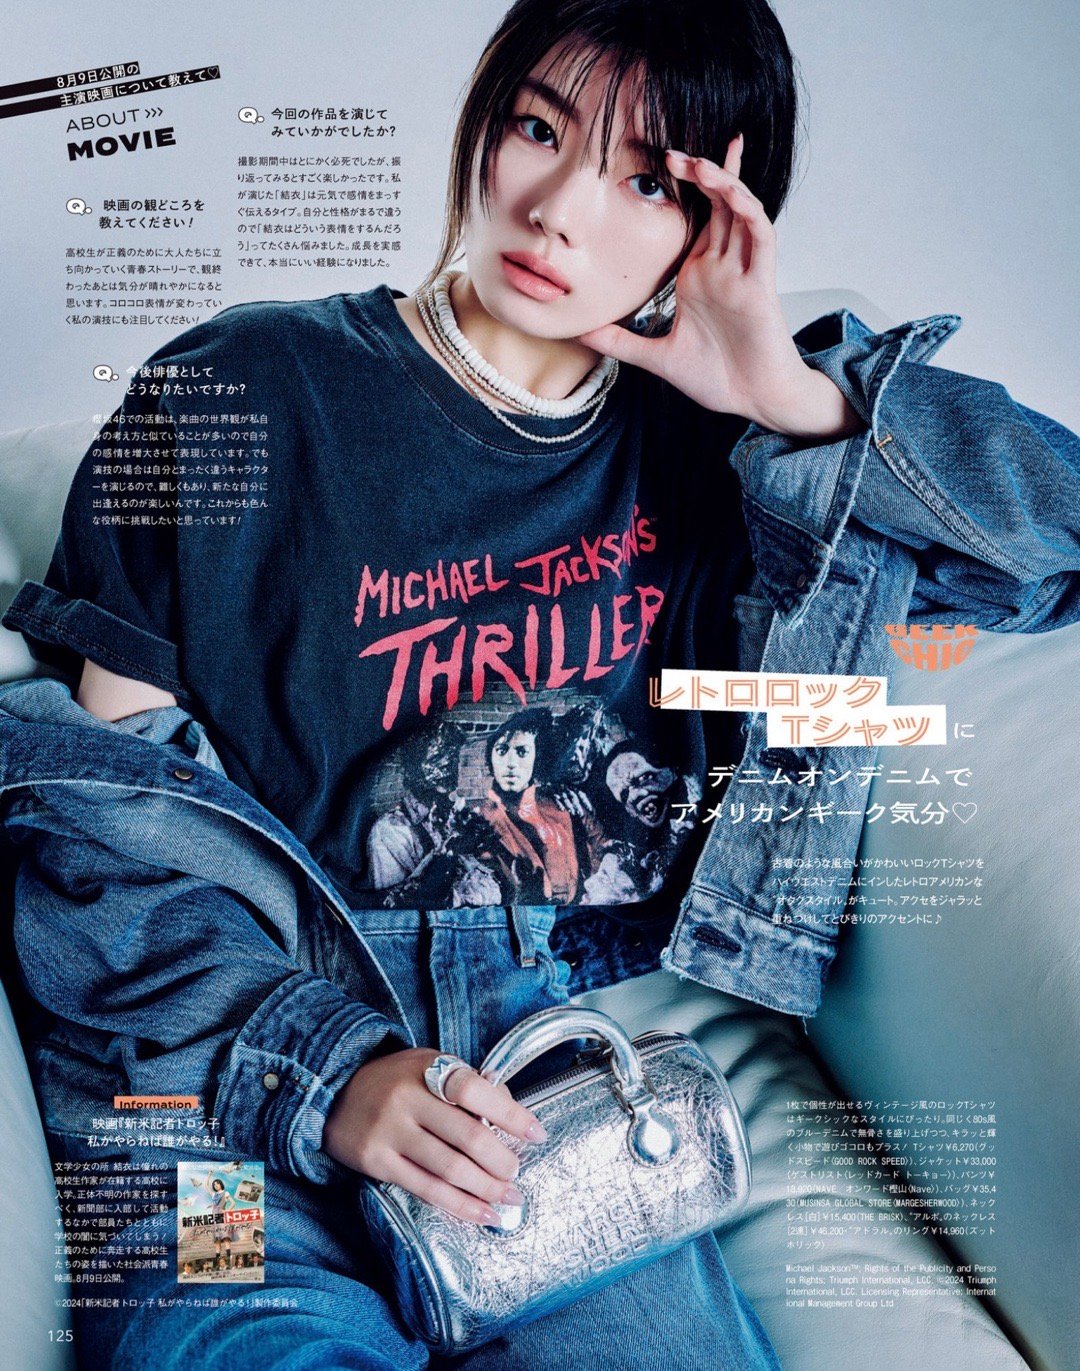 8月9日公開の
主演映画について教えて♡
ABOUT >>>
MOVIE
Q. 映画の観どころを
教えてください！
高校生が正義のために大人たちに立
ち向かっていく青春ストーリーで、観終
わったあとは気分が晴れやかになると
思います。コロコロ表情が変わってい
く私の演技にも注目してください！
Q. 今回の作品を演じて
みていかがでしたか？
撮影期間中はとにかく必死でしたが、振
り返ってみるとすごく楽しかったです。私
が演じた「結衣」は元気で感情をまっす
ぐ伝えるタイプ。自分と性格がまるで違う
ので「結衣はどういう表情をするんだろ
う」ってたくさん悩みました。成長を実感
できて、本当にいい経験になりました。
Q. 今後俳優として
どうなりたいですか？
櫻坂46での活動は、楽曲の世界観が私自
身の考え方と似ていることが多いので自分
の感情を増大させて表現しています。でも
演技の場合は自分とまったく違うキャラクタ
ーを演じるので、難しくもあり、新たな自分に
出逢えるのが楽しいんです。これからも色ん
な役柄に挑戦したいと思っています！
MICHAEL JACKSON'S
THRILLER
GEEK
CHIC
レトロロック
Tシャツに
デニムオンデニムで
アメリカンギーク気分♡
古着のような風合いがかわいいロックTシャツを
ハイウエストデニムにインしたレトロアメリカンな
"オタクスタイル"がキュート。アクセをジャラッと
重ねづけしてとびきりのアクセントに♪
Information
映画『新米記者トロッ子
私がやらねば誰がやる！』
文学少女の所 結衣は憧れの
高校生作家が在籍する高校に
入学。正体不明の作家を探す
べく、新聞部に入部して活動
するなかで部員たちとともに
学校の闇に気づいてしまう！
正義のために奔走する高校生
たちの姿を描いた社会派青春
映画。8月9日公開。
新米記者トロッ子
©2024「新米記者トロッ子 私がやらねば誰がやる！」製作委員会
125
1枚で個性が出せるヴィンテージ風のロックTシャツ
はギークシックなスタイルにぴったり。同じく80s風
のブルーデニムで無骨さを盛り上げつつ、キラッと輝
く小物で遊びゴコロもプラス！ Tシャツ￥6,270(グッ
ドスピード(GOOD ROCK SPEED))、ジャケット￥33,000
(ゲストリスト(レッドカード トーキョー))、パンツ￥
(NAVE オンワード樫山(Nave))、バッグ￥35,4
30(MUSINSA GLOBAL STORE(MARGESHERWOOD))、ネック
レス[白]￥15,400(THE BRISK)、"アルポ"のネックレス
[2連]￥46,200・"アドラル"のリング￥14,960(ズット
ホリック)
Michael Jackson™; Rights of the Publicity and Perso
na Rights: Triumph International, LCC. ©2024 Triumph
International, LCC. Licensing Representative: Internat
ional Management Group Ltd